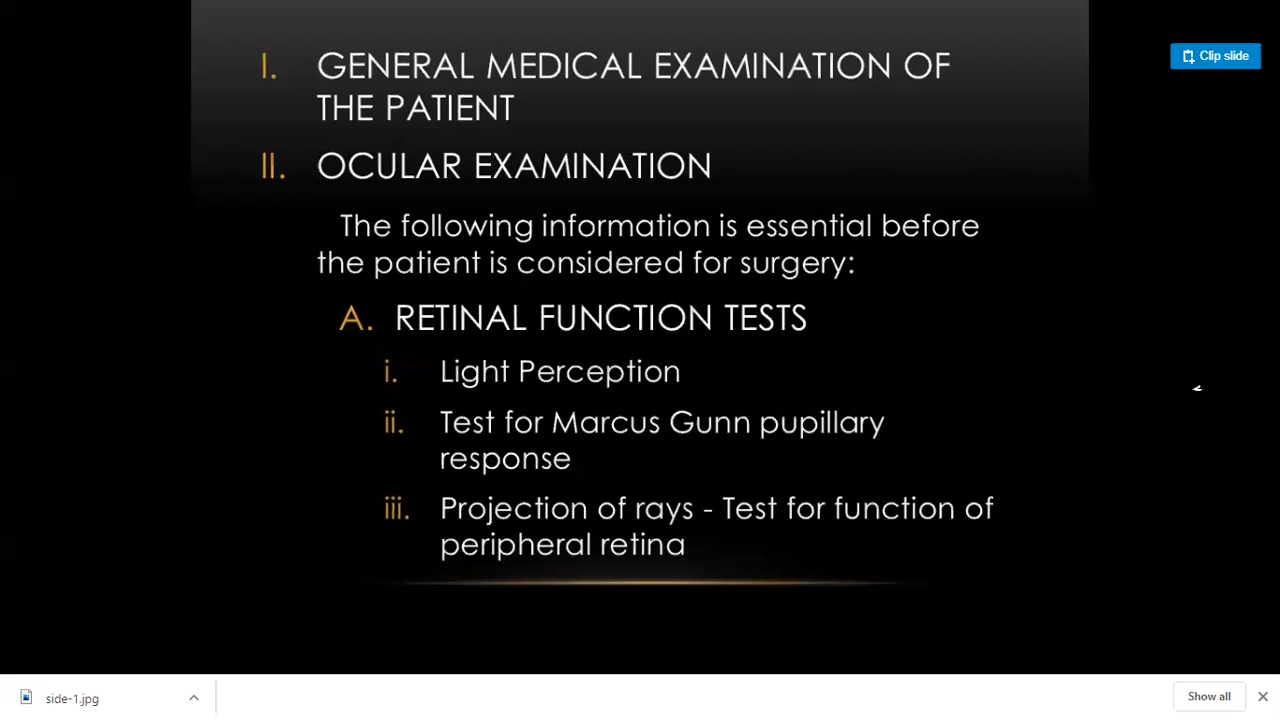 Clip slide
I. GENERAL MEDICAL EXAMINATION OF
THE PATIENT
II. OCULAR EXAMINATION
The following information is essential before
the patient is considered for surgery:
A. RETINAL FUNCTION TESTS
i. Light Perception
ii. Test for Marcus Gunn pupillary
response
iii. Projection of rays - Test for function of
peripheral retina
side-1.jpg
Show all